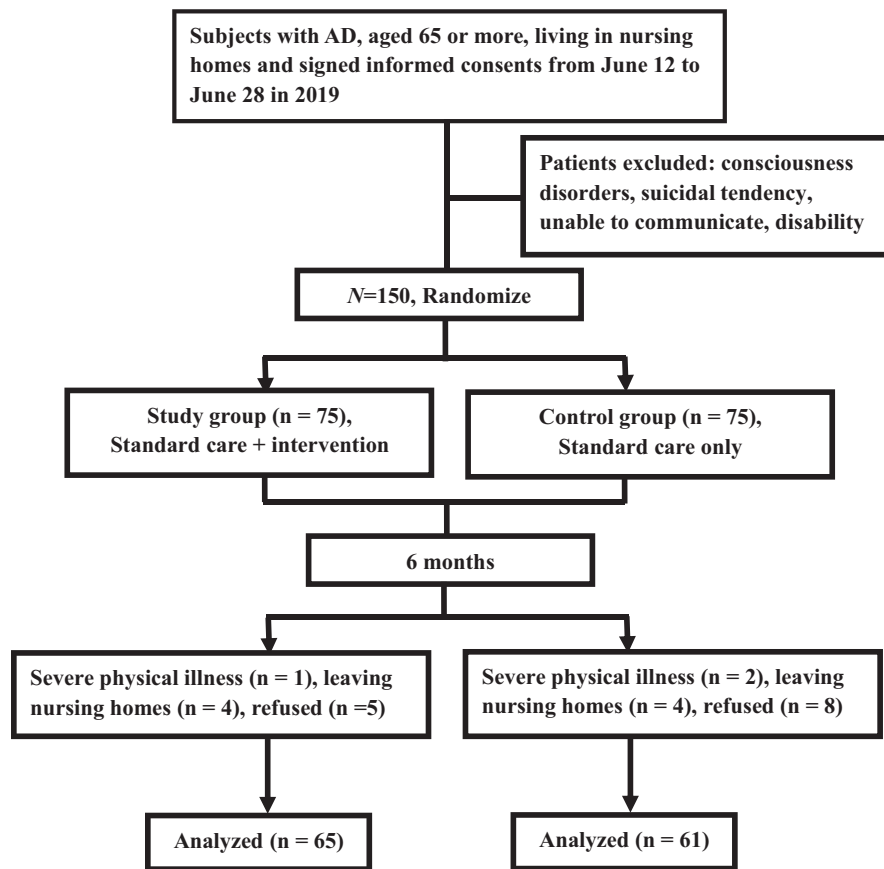 Subjects with AD, aged 65 or more, living in nursing
homes and signed informed consents from June 12 to
June 28 in 2019
Patients excluded: consciousness
disorders, suicidal tendency,
unable to communicate, disability
N=150, Randomize
Study group (n = 75),
Standard care + intervention
Control group (n = 75),
Standard care only
6 months
Severe physical illness (n = 1), leaving
nursing homes (n = 4), refused (n =5)
Severe physical illness (n = 2), leaving
nursing homes (n = 4), refused (n = 8)
Analyzed (n = 65)
Analyzed (n = 61)